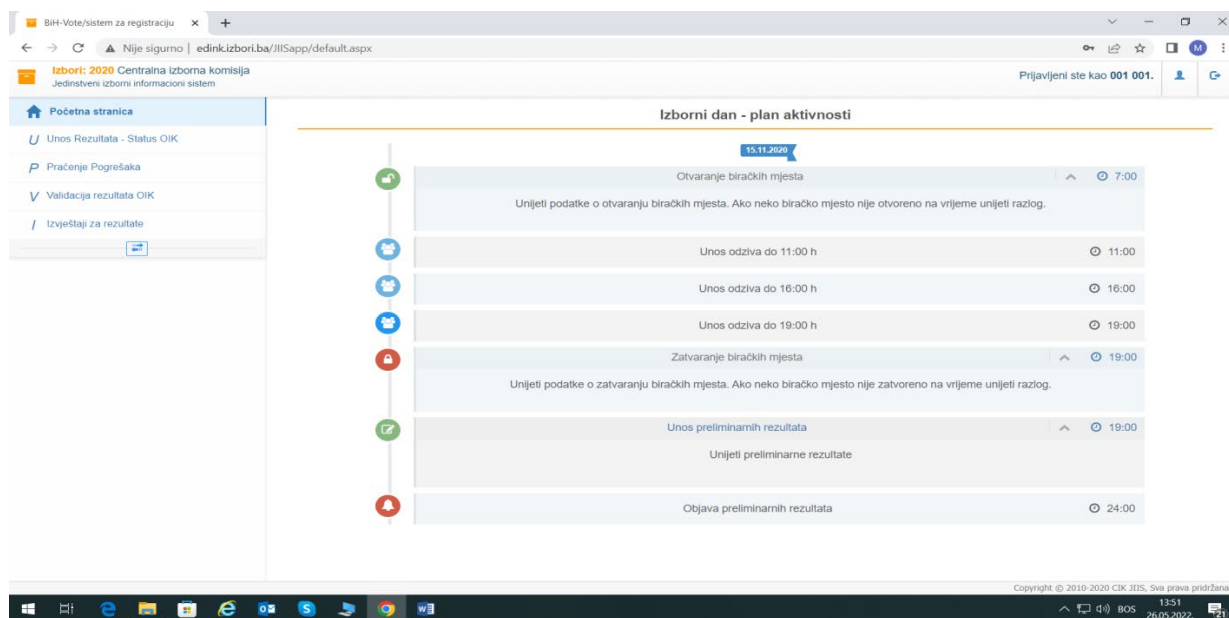 BiH-Vote/sistem za registraciju
Nije sigurno | edink.izbori.ba/JIISapp/default.aspx
M
Izbori: 2020 Centralna izborna komisija
Jedinstveni izborni informacioni sistem
Prijavljeni ste kao 001 001.
Početna stranica
U Unos Rezultata - Status OIK
P Praćenje Pogrešaka
V Validacija rezultata OIK
I Izvještaji za rezultate
Izborni dan - plan aktivnosti
15.11.2020
Otvaranje biračkih mjesta 7:00
Unijeti podatke o otvaranju biračkih mjesta. Ako neko biračko mjesto nije otvoreno na vrijeme unijeti razlog.
Unos odziva do 11:00 h 11:00
Unos odziva do 16:00 h 16:00
Unos odziva do 19:00 h 19:00
Zatvaranje biračkih mjesta 19:00
Unijeti podatke o zatvaranju biračkih mjesta. Ako neko biračko mjesto nije zatvoreno na vrijeme unijeti razlog.
Unos preliminarnih rezultata 19:00
Unijeti preliminarne rezultate
Objava preliminarnih rezultata 24:00
Copyright © 2010-2020 CIK JIIS, Sva prava pridržana
BOS
13:51
26.05.2022.
21